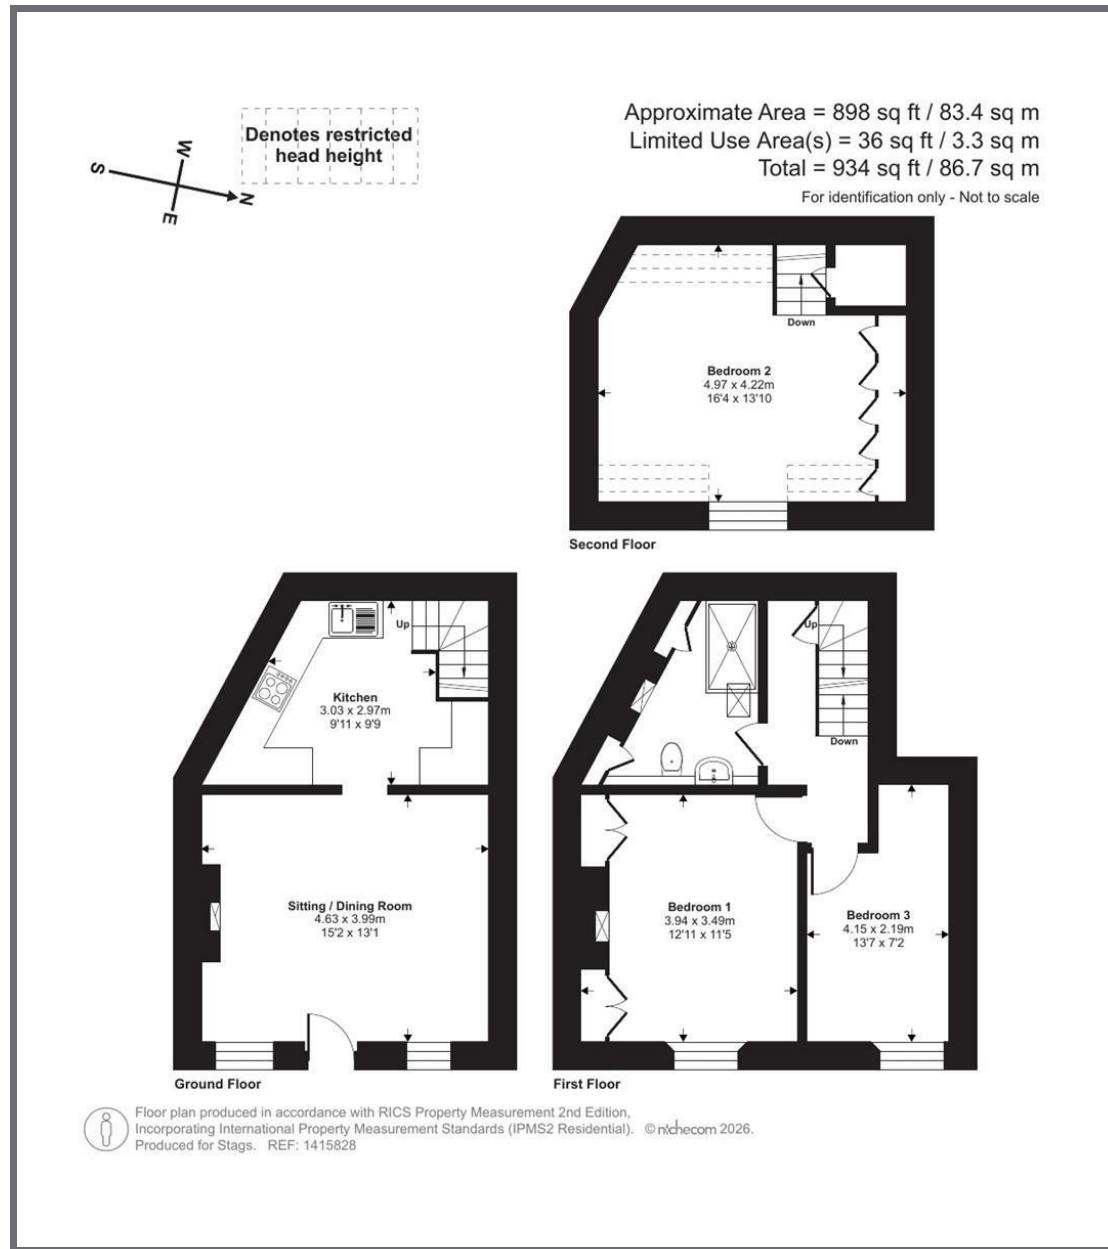 Approximate Area = 898 sq ft / 83.4 sq m
Limited Use Area(s) = 36 sq ft / 3.3 sq m
Total = 934 sq ft / 86.7 sq m
For identification only - Not to scale
Denotes restricted
head height
W
S
N
E
Down
Bedroom 2
4.97 x 4.22m
16'4 x 13'10
Second Floor
Up
Kitchen
3.03 x 2.97m
9'11 x 9'9
Sitting / Dining Room
4.63 x 3.99m
15'2 x 13'1
Ground Floor
Up
Down
Bedroom 1
3.94 x 3.49m
12'11 x 11'5
Bedroom 3
4.15 x 2.19m
13'7 x 7'2
First Floor
Floor plan produced in accordance with RICS Property Measurement 2nd Edition,
Incorporating International Property Measurement Standards (IPMS2 Residential). © nichecom 2026.
Produced for Stags. REF: 1415828